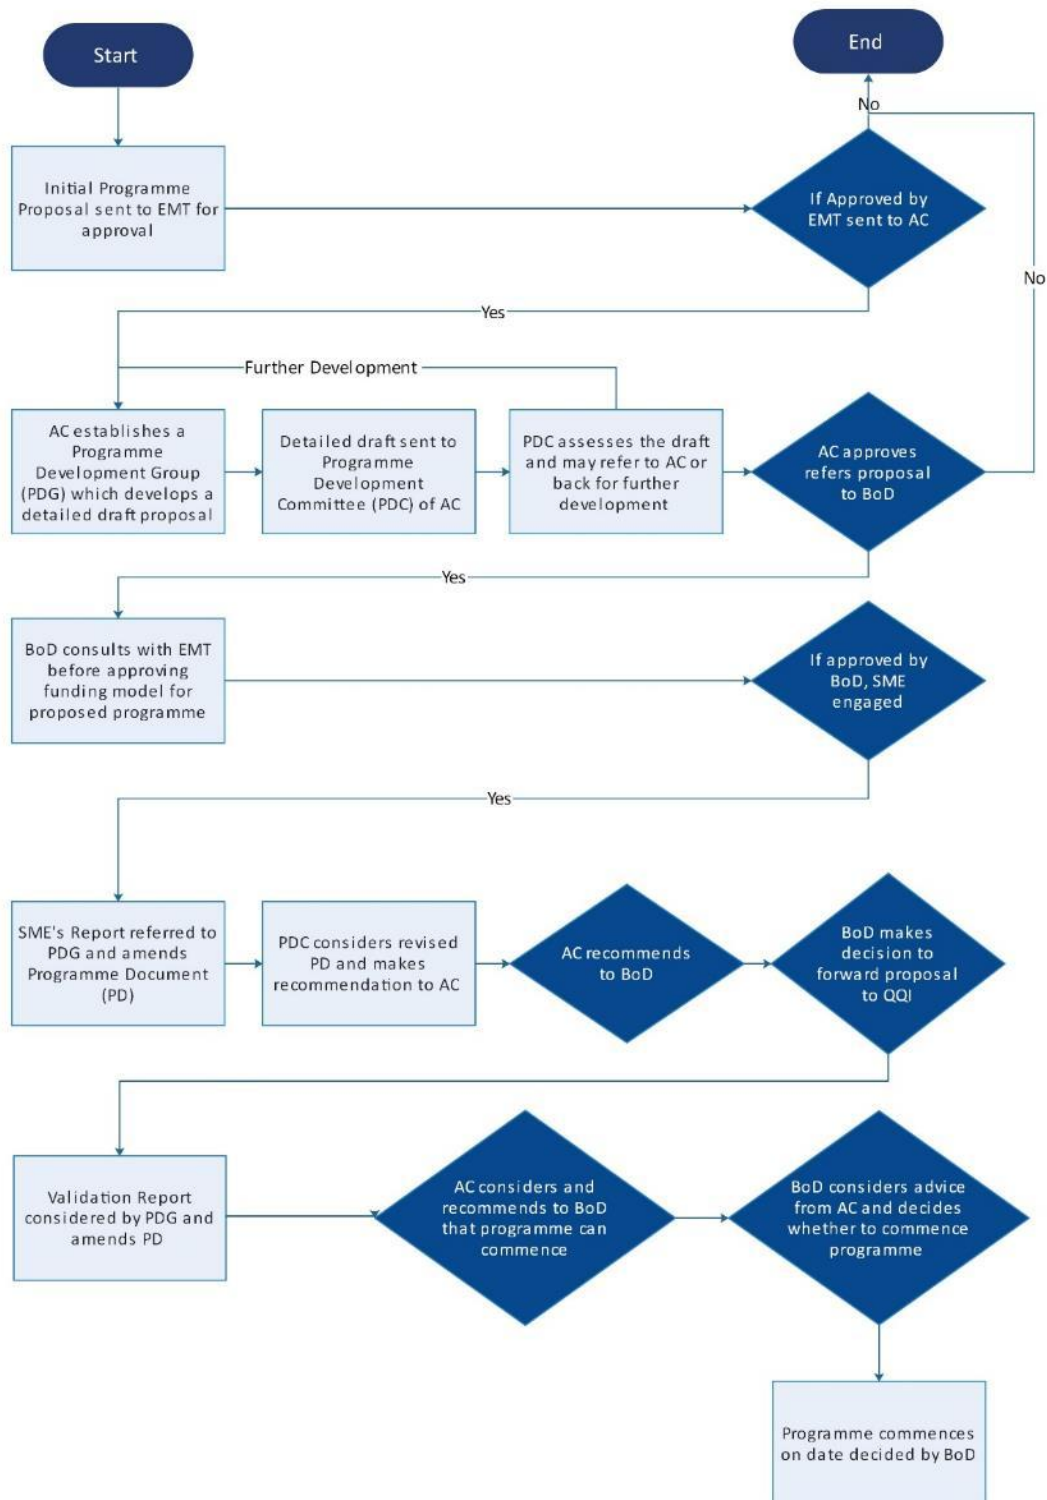 Start
End
No
Initial Programme
Proposal sent to EMT for
approval
If Approved by
EMT sent to AC
No
Yes
Further Development
AC establishes a
Programme
Development Group
(PDG) which develops a
detailed draft proposal
Detailed draft sent to
Programme
Development
Committee (PDC) of AC
PDC assesses the draft
and may refer to AC or
back for further
development
AC approves
refers proposal
to BoD
Yes
BoD consults with EMT
before approving
funding model for
proposed programme
If approved by
BoD, SME
engaged
Yes
SME's Report referred
to PDG and amends
Programme Document
(PD)
PDC considers revised
PD and makes
recommendation to AC
AC recommends
to BoD
BoD makes
decision to
forward proposal
to QQI
Validation Report
considered by PDG and
amends PD
AC considers and
recommends to BoD
that programme can
commence
BoD considers advice
from AC and decides
whether to commence
programme
Programme commences
on date decided by BoD